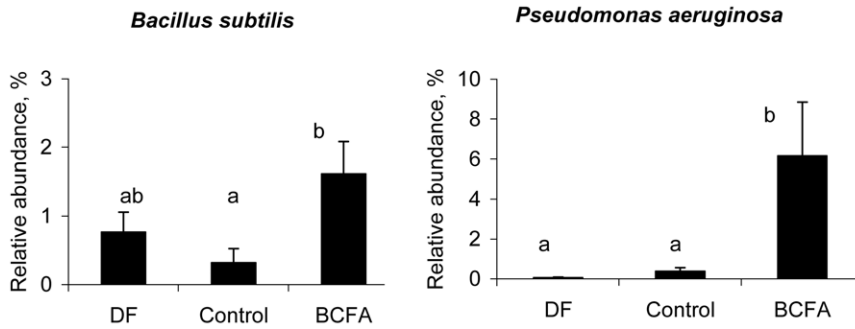 Bacillus subtilis
Relative abundance, %
3
2
1
0
ab
a
b
DF Control BCFA
Pseudomonas aeruginosa
Relative abundance, %
10
8
6
4
2
0
a
a
b
DF Control BCFA